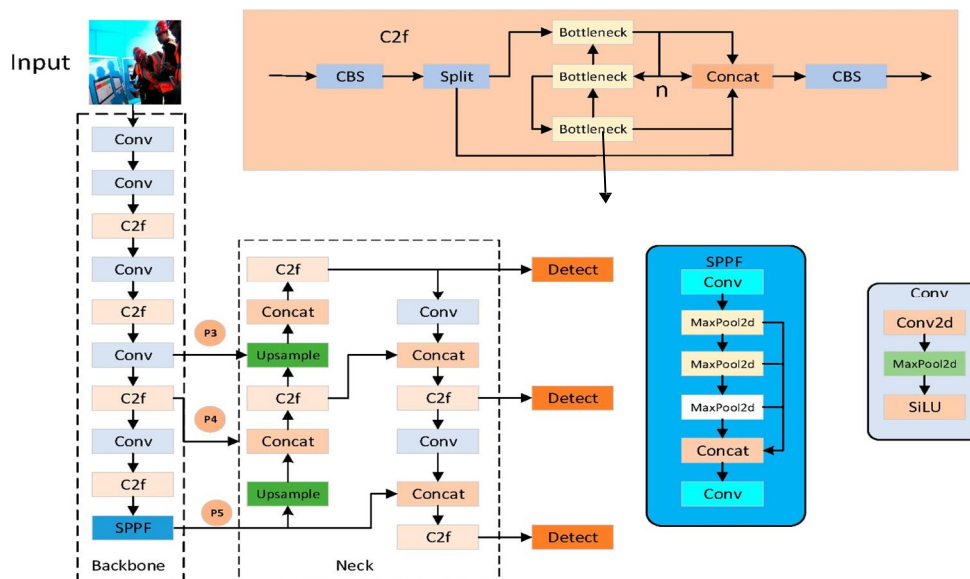 Input
C2f
CBS
Split
Bottleneck
Bottleneck
Bottleneck
n
Concat
CBS
Conv
Conv
C2f
Conv
C2f
Conv
C2f
Conv
C2f
SPPF
Backbone
P3
P4
P5
C2f
Concat
Upsample
C2f
Concat
Upsample
Conv
Concat
C2f
Conv
Concat
C2f
Neck
Detect
Detect
Detect
SPPF
Conv
MaxPool2d
MaxPool2d
MaxPool2d
Concat
Conv
Conv
Conv2d
MaxPool2d
SiLU